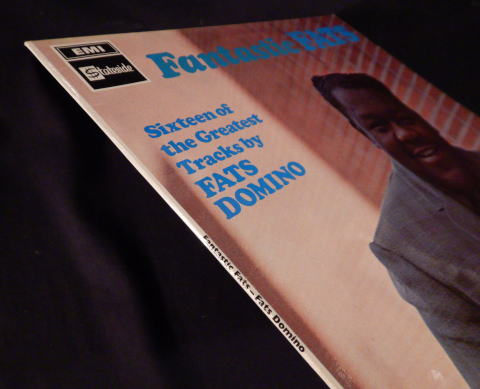 EMI
Stateside
Fantastic FATS
Sixteen of
the Greatest
Tracks by
FATS
DOMINO
Fantastic Fats - Fats Domino